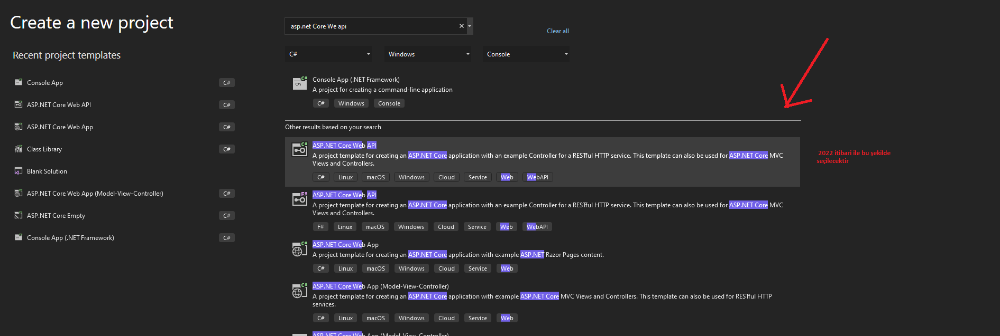 Create a new project
Recent project templates
Console App C#
ASP.NET Core Web API C#
ASP.NET Core Web App C#
Class Library C#
Blank Solution
ASP.NET Core Web App (Model-View-Controller) C#
ASP.NET Core Empty C#
Console App (.NET Framework) C#
asp.net Core We api
Clear all
C# Windows Console
Console App (.NET Framework)
A project for creating a command-line application
C# Windows Console
Other results based on your search
ASP.NET Core Web API
A project template for creating an ASP.NET Core application with an example Controller for a RESTful HTTP service. This template can also be used for ASP.NET Core MVC
Views and Controllers.
C# Linux macOS Windows Cloud Service Web WebAPI
2022 itibari ile bu şekilde
seçilecektir
ASP.NET Core Web API
A project template for creating an ASP.NET Core application with an example Controller for a RESTful HTTP service. This template can also be used for ASP.NET Core MVC
Views and Controllers.
F# Linux macOS Windows Cloud Service Web WebAPI
ASP.NET Core Web App
A project template for creating an ASP.NET Core application with example ASP.NET Razor Pages content.
C# Linux macOS Windows Cloud Service Web
ASP.NET Core Web App (Model-View-Controller)
A project template for creating an ASP.NET Core application with example ASP.NET Core MVC Views and Controllers. This template can also be used for RESTful HTTP
services.
C# Linux macOS Windows Cloud Service Web
ASP.NET Core Web App (Model-View-Controller)